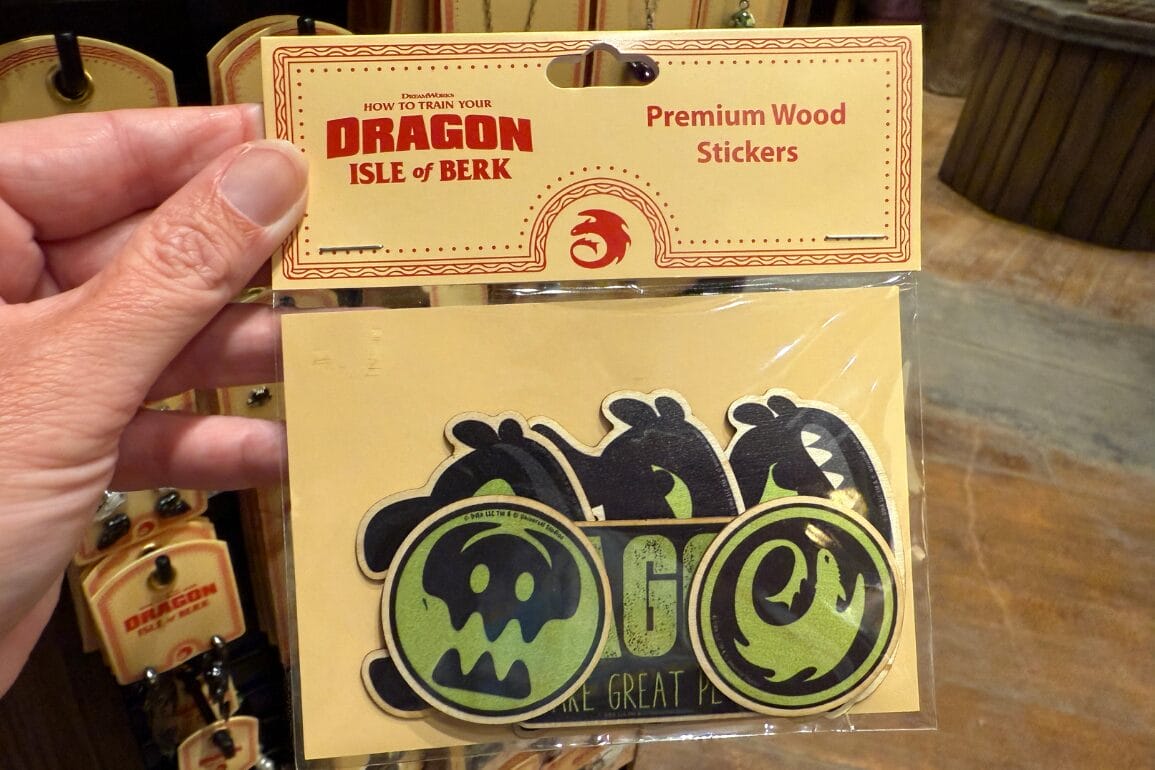 DREAMWORKS
HOW TO TRAIN YOUR
DRAGON
ISLE of BERK
Premium Wood
Stickers
AGO
ARE GREAT PE
DRAGON
ISLE of BERK